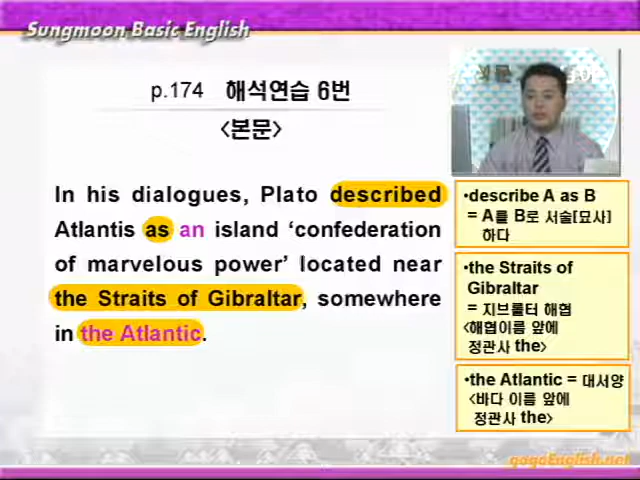 Sungmoon Basic English
p.174 해석연습 6번
<본문>
In his dialogues, Plato described
Atlantis as an island ‘confederation
of marvelous power’ located near
the Straits of Gibraltar, somewhere
in the Atlantic.
•describe A as B
= A를 B로 서술[묘사]
하다
•the Straits of
Gibraltar
= 지브롤터 해협
<해협이름 앞에
정관사 the>
•the Atlantic = 대서양
<바다 이름 앞에
정관사 the>
gogoEnglish.net